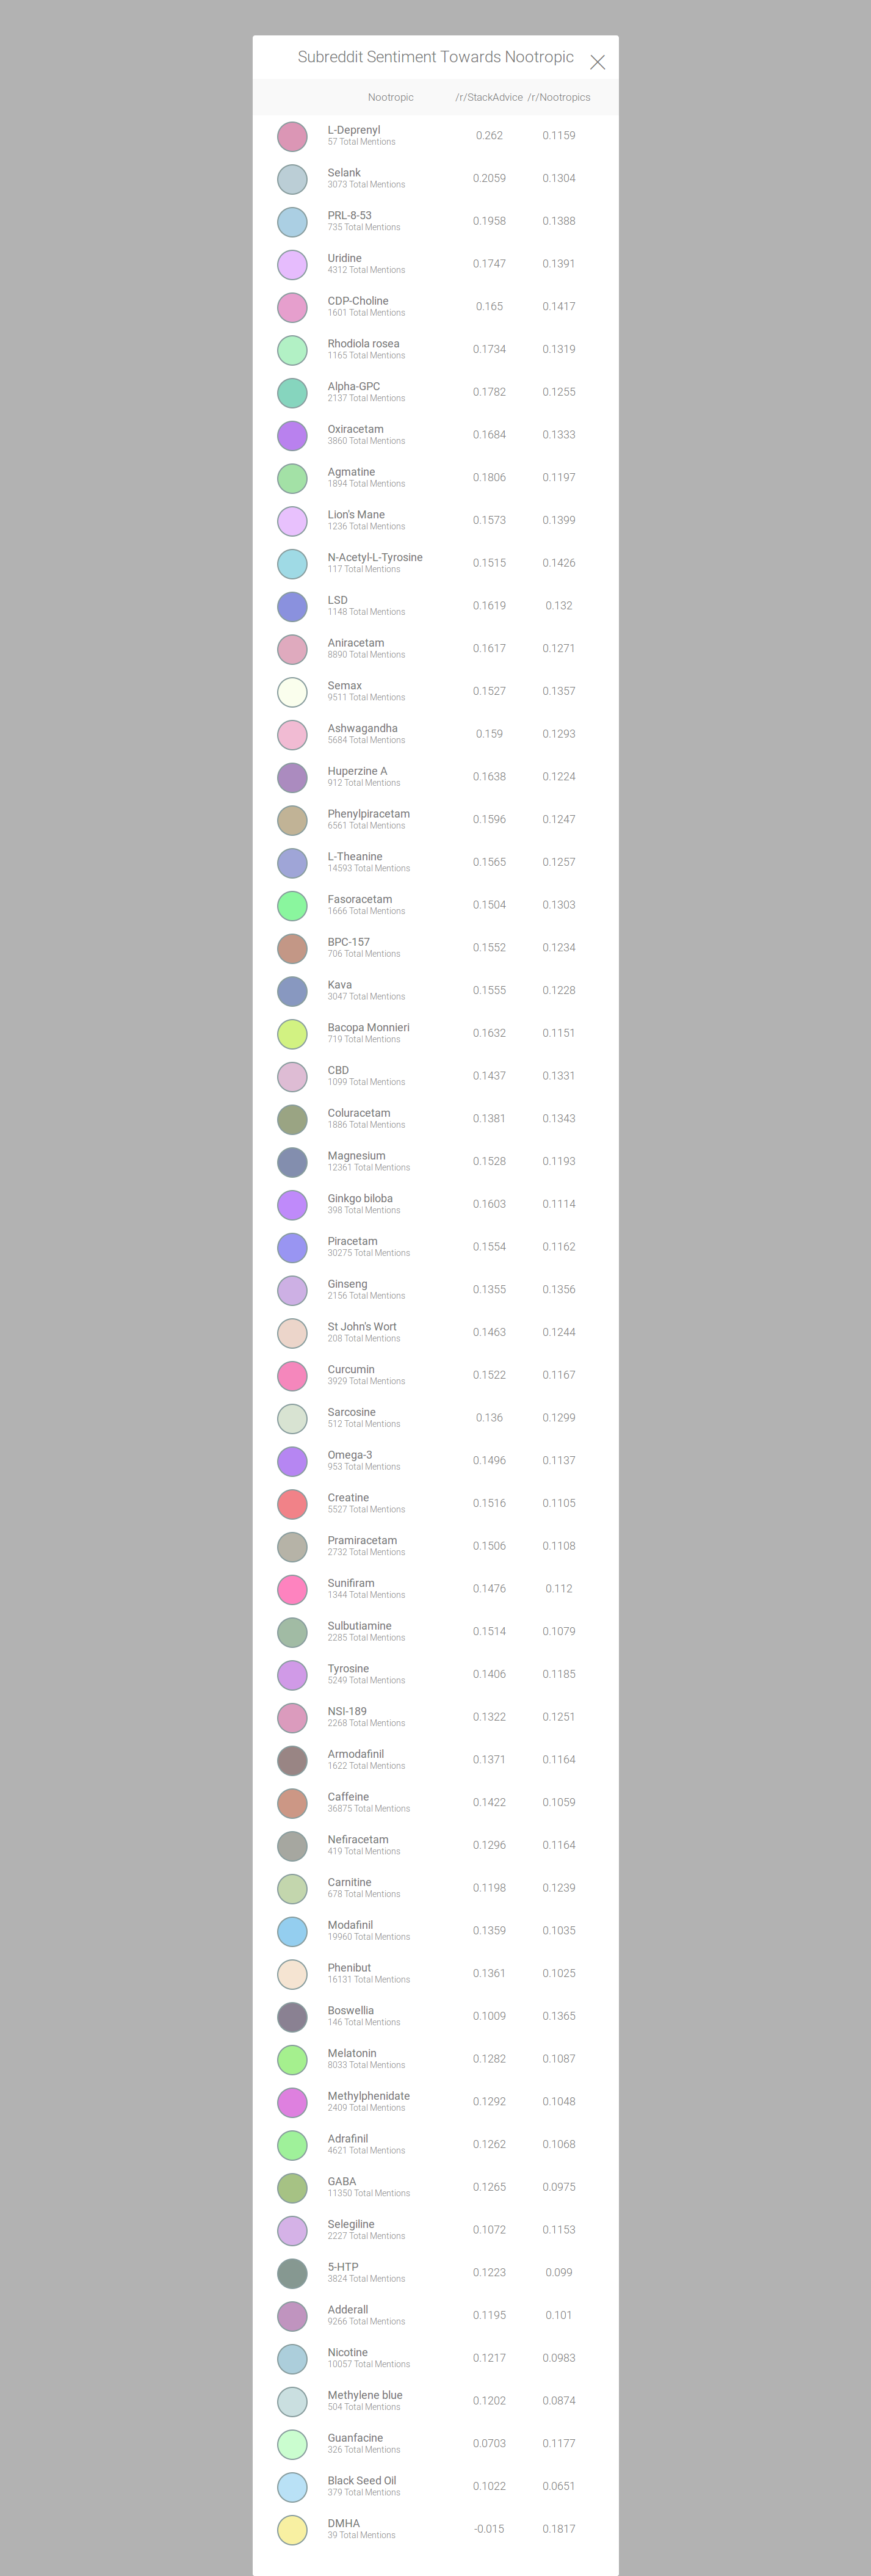 Subreddit Sentiment Towards Nootropic
Nootropic /r/StackAdvice /r/Nootropics
L-Deprenyl 0.262 0.1159
57 Total Mentions
Selank 0.2059 0.1304
3073 Total Mentions
PRL-8-53 0.1958 0.1388
735 Total Mentions
Uridine 0.1747 0.1391
4312 Total Mentions
CDP-Choline 0.165 0.1417
1601 Total Mentions
Rhodiola rosea 0.1734 0.1319
1165 Total Mentions
Alpha-GPC 0.1782 0.1255
2137 Total Mentions
Oxiracetam 0.1684 0.1333
3860 Total Mentions
Agmatine 0.1806 0.1197
1894 Total Mentions
Lion's Mane 0.1573 0.1399
1236 Total Mentions
N-Acetyl-L-Tyrosine 0.1515 0.1426
117 Total Mentions
LSD 0.1619 0.132
1148 Total Mentions
Aniracetam 0.1617 0.1271
8890 Total Mentions
Semax 0.1527 0.1357
9511 Total Mentions
Ashwagandha 0.159 0.1293
5684 Total Mentions
Huperzine A 0.1638 0.1224
912 Total Mentions
Phenylpiracetam 0.1596 0.1247
6561 Total Mentions
L-Theanine 0.1565 0.1257
14593 Total Mentions
Fasoracetam 0.1504 0.1303
1666 Total Mentions
BPC-157 0.1552 0.1234
706 Total Mentions
Kava 0.1555 0.1228
3047 Total Mentions
Bacopa Monnieri 0.1632 0.1151
719 Total Mentions
CBD 0.1437 0.1331
1099 Total Mentions
Coluracetam 0.1381 0.1343
1886 Total Mentions
Magnesium 0.1528 0.1193
12361 Total Mentions
Ginkgo biloba 0.1603 0.1114
398 Total Mentions
Piracetam 0.1554 0.1162
30275 Total Mentions
Ginseng 0.1355 0.1356
2156 Total Mentions
St John's Wort 0.1463 0.1244
208 Total Mentions
Curcumin 0.1522 0.1167
3929 Total Mentions
Sarcosine 0.136 0.1299
512 Total Mentions
Omega-3 0.1496 0.1137
953 Total Mentions
Creatine 0.1516 0.1105
5527 Total Mentions
Pramiracetam 0.1506 0.1108
2732 Total Mentions
Sunifiram 0.1476 0.112
1344 Total Mentions
Sulbutiamine 0.1514 0.1079
2285 Total Mentions
Tyrosine 0.1406 0.1185
5249 Total Mentions
NSI-189 0.1322 0.1251
2268 Total Mentions
Armodafinil 0.1371 0.1164
1622 Total Mentions
Caffeine 0.1422 0.1059
36875 Total Mentions
Nefiracetam 0.1296 0.1164
419 Total Mentions
Carnitine 0.1198 0.1239
678 Total Mentions
Modafinil 0.1359 0.1035
19960 Total Mentions
Phenibut 0.1361 0.1025
16131 Total Mentions
Boswellia 0.1009 0.1365
146 Total Mentions
Melatonin 0.1282 0.1087
8033 Total Mentions
Methylphenidate 0.1292 0.1048
2409 Total Mentions
Adrafinil 0.1262 0.1068
4621 Total Mentions
GABA 0.1265 0.0975
11350 Total Mentions
Selegiline 0.1072 0.1153
2227 Total Mentions
5-HTP 0.1223 0.099
3824 Total Mentions
Adderall 0.1195 0.101
9266 Total Mentions
Nicotine 0.1217 0.0983
10057 Total Mentions
Methylene blue 0.1202 0.0874
504 Total Mentions
Guanfacine 0.0703 0.1177
326 Total Mentions
Black Seed Oil 0.1022 0.0651
379 Total Mentions
DMHA -0.015 0.1817
39 Total Mentions